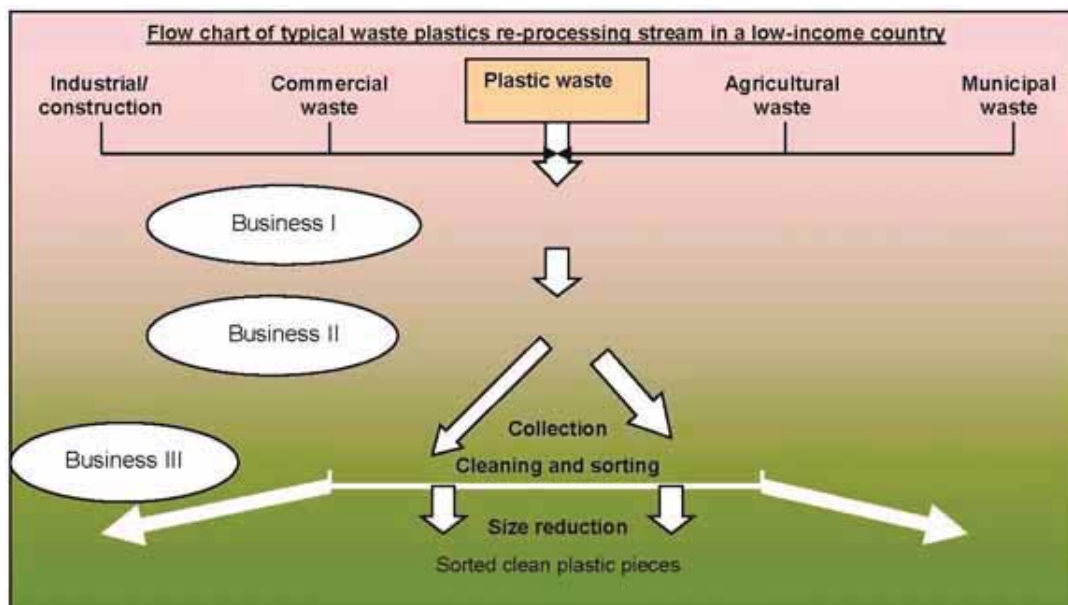 Flow chart of typical waste plastics re-processing stream in a low-income country
Industrial/
construction
Commercial
waste
Plastic waste
Agricultural
waste
Municipal
waste
Business I
Business II
Business III
Collection
Cleaning and sorting
Size reduction
Sorted clean plastic pieces